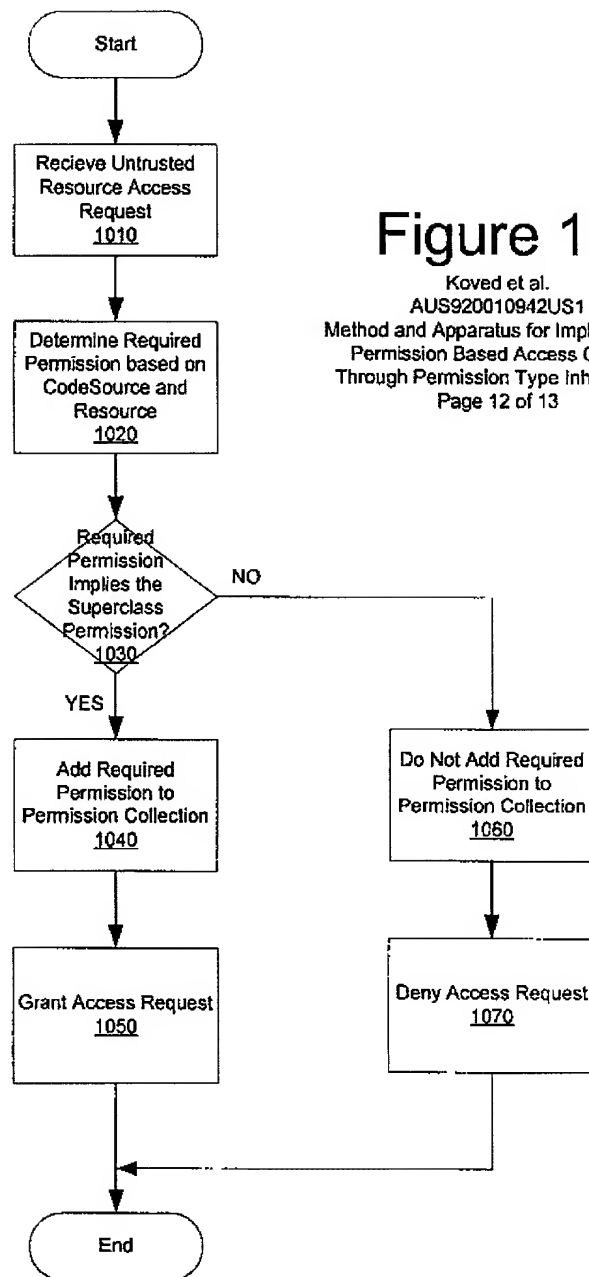 Start
Recieve Untrusted
Resource Access
Request
1010
Figure 1
Koved et al.
AUS920010942US1
Method and Apparatus for Impl
Permission Based Access C
Through Permission Type Inh
Page 12 of 13
Determine Required
Permission based on
CodeSource and
Resource
1020
Required
Permission
Implies the
Superclass
Permission?
1030
NO
YES
Add Required
Permission to
Permission Collection
1040
Do Not Add Required
Permission to
Permission Collection
1060
Grant Access Request
1050
Deny Access Request
1070
End